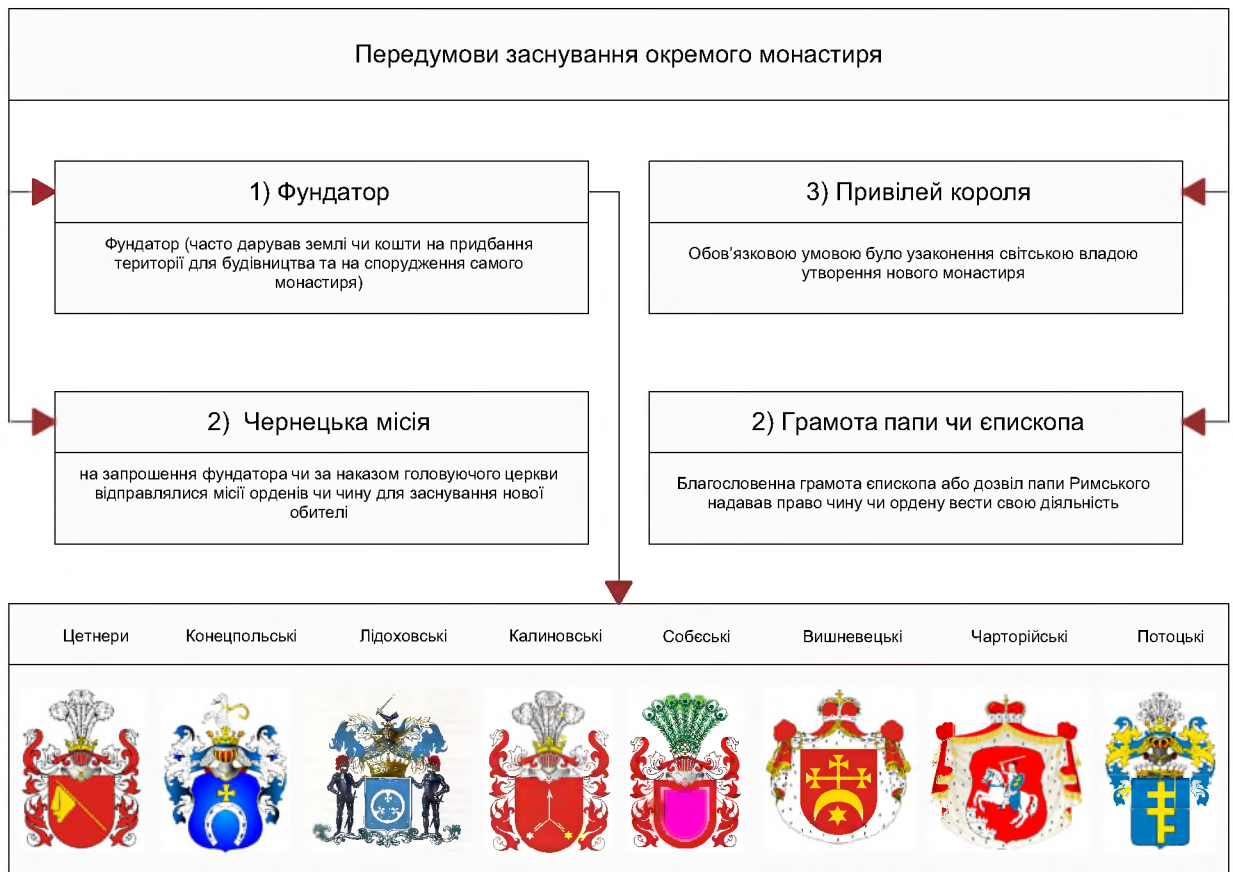 Передумови заснування окремого монастиря
1) Фундатор
Фундатор (часто дарував землі чи кошти на придбання
території для будівництва та на спорудження самого
монастиря)
3) Привілей короля
Обов’язковою умовою було узаконення світською владою
утворення нового монастиря
2) Чернецька місія
на запрошення фундатора чи за наказом головуючого церкви
відправлялися місії орденів чи чину для заснування нової
обителі
2) Грамота папи чи єпископа
Благословенна грамота єпископа або дозвіл папи Римського
надавав право чину чи ордену вести свою діяльність
Цетнери Конецпольські Лідоховські Калиновські Собєські Вишневецькі Чарторійські Потоцькі